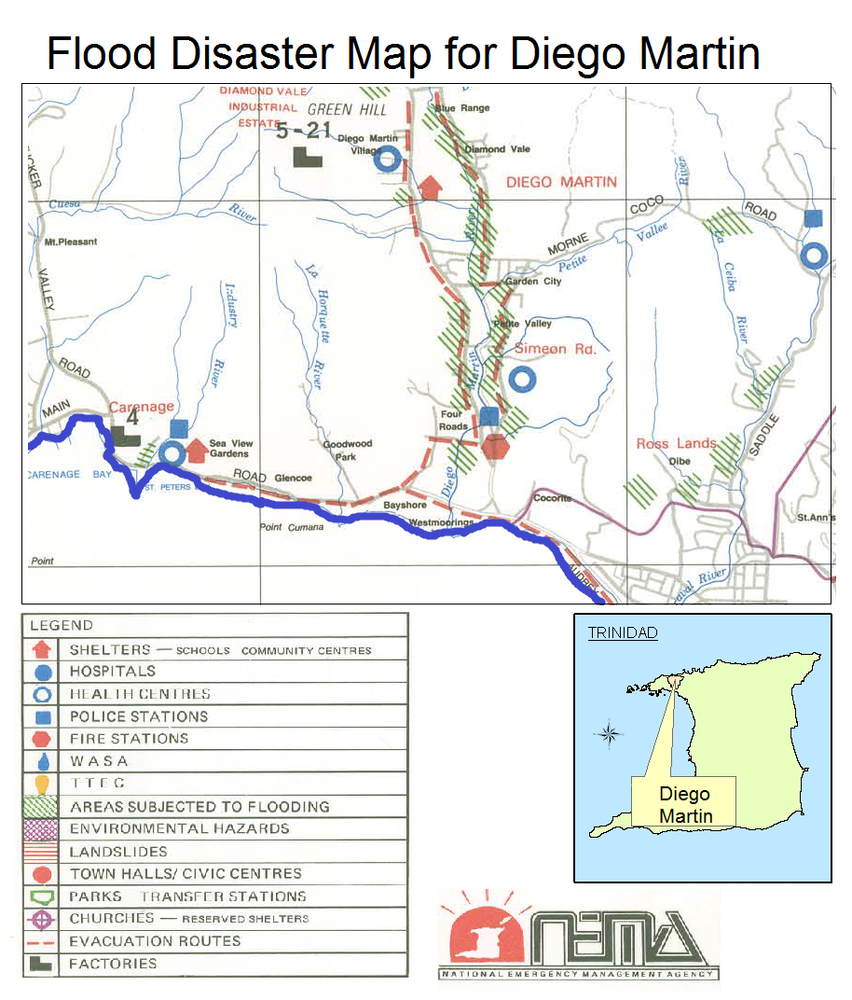 Flood Disaster Map for Diego Martin
DIAMOND VALE
INDUSTRIAL
ESTATE
GREEN HILL
5-21
Diego Martin
Village
Blue Range
Diamond Vale
DIEGO MARTIN
River
COCO
ROAD
MORNE
Petite
Vallee
Cuesa
River
River
Mt.Pleasant
VALLEY
La
Ceiba
River
Garden City
Petite Valley
Simeon Rd.
Martin
Industry
River
La
Horquette
River
ROAD
MAIN
Carenage
4
Four
Roads
Sea View
Gardens
Goodwood
Park
Ross Lands
Dibe
SADDLE
CARENAGE BAY
ST. PETERS
ROAD
Glencoe
Diego
Bayshore
Cocorite
St.Ann's
Point Cumana
Westmoorings
Point
AUDREY
River
LEGEND
SHELTERS — SCHOOLS COMMUNITY CENTRES
HOSPITALS
HEALTH CENTRES
POLICE STATIONS
FIRE STATIONS
W A S A
T T E C
AREAS SUBJECTED TO FLOODING
ENVIRONMENTAL HAZARDS
LANDSLIDES
TOWN HALLS/ CIVIC CENTRES
PARKS TRANSFER STATIONS
CHURCHES — RESERVED SHELTERS
EVACUATION ROUTES
FACTORIES
TRINIDAD
Diego
Martin
NEMA
NATIONAL EMERGENCY MANAGEMENT AGENCY